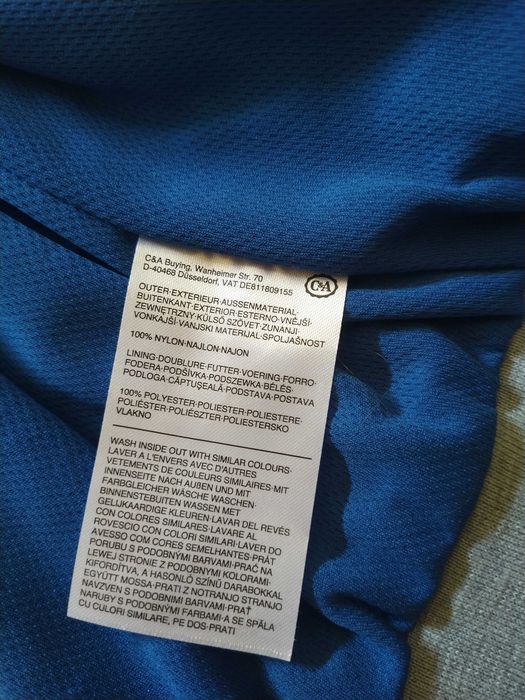 C&A Buying, Wanheimer Str. 70
D-40468 Düsseldorf, VAT DE811809155
C&A
OUTER·EXTERIEUR·AUSSENMATERIAL·
BUITENKANT·EXTERIOR·ESTERNO·VNĚJŠÍ·
ZEWNĘTRZNY·KÜLSŐ SZÖVET·ZUNANJI·
VONKAJŠÍ·VANJSKI MATERIJAL·SPOLJAŠNOST
100% NYLON·NAJLON·NAJON
LINING·DOUBLURE·FUTTER·VOERING·FORRO·
FODERA·PODŠÍVKA·PODSZEWKA·BÉLÉS·
PODLOGA·CĂPTUŞEALĂ·PODSTAVA·POSTAVA
100% POLYESTER·POLIESTER·POLIESTERE·
POLIÉSTER·POLIÉSZTER·POLIESTERSKO
VLAKNO
WASH INSIDE OUT WITH SIMILAR COLOURS·
LAVER A L'ENVERS AVEC D'AUTRES
VETEMENTS DE COULEURS SIMILAIRES·MIT
INNENSEITE NACH AUßEN UND MIT
FARBGLEICHER WÄSCHE WASCHEN·
BINNENSTEBUITEN WASSEN MET
GELIJKAARDIGE KLEUREN·LAVAR DEL REVÉS
CON COLORES SIMILARES·LAVARE AL
ROVESCIO CON COLORI SIMILARI·LAVER DO
AVESSO COM CORES SEMELHANTES·PRÁT
PORUBU S PODOBNÝMI BARVAMI·PRAĆ NA
LEWEJ STRONIE Z PODOBNYMI KOLORAMI·
KIFORDÍTVA, A HASONLÓ SZÍNŰ DARABOKKAL
EGYÜTT MOSSA·PRATI Z NOTRANJO STRANJO
NAVZVEN S PODOBNIMI BARVAMI·PRAŤ
NARUBY S PODOBNÝMI FARBAMI·A SE SPĂLA
CU CULORI SIMILARE, PE DOS·PRATI